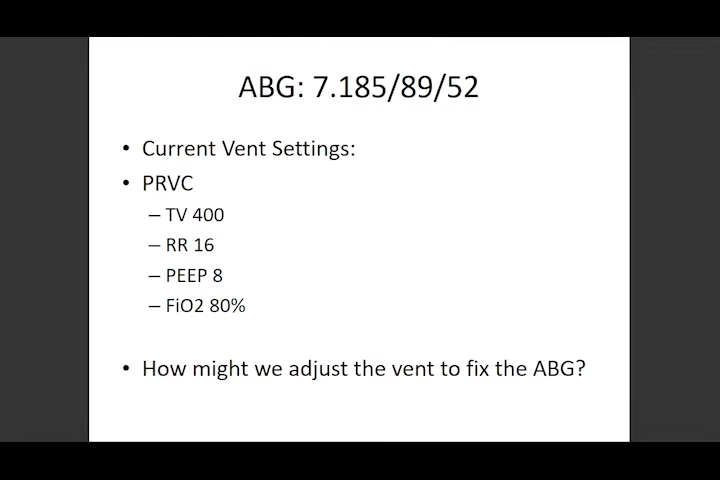 ABG: 7.185/89/52
• Current Vent Settings:
• PRVC
– TV 400
– RR 16
– PEEP 8
– FiO2 80%
• How might we adjust the vent to fix the ABG?